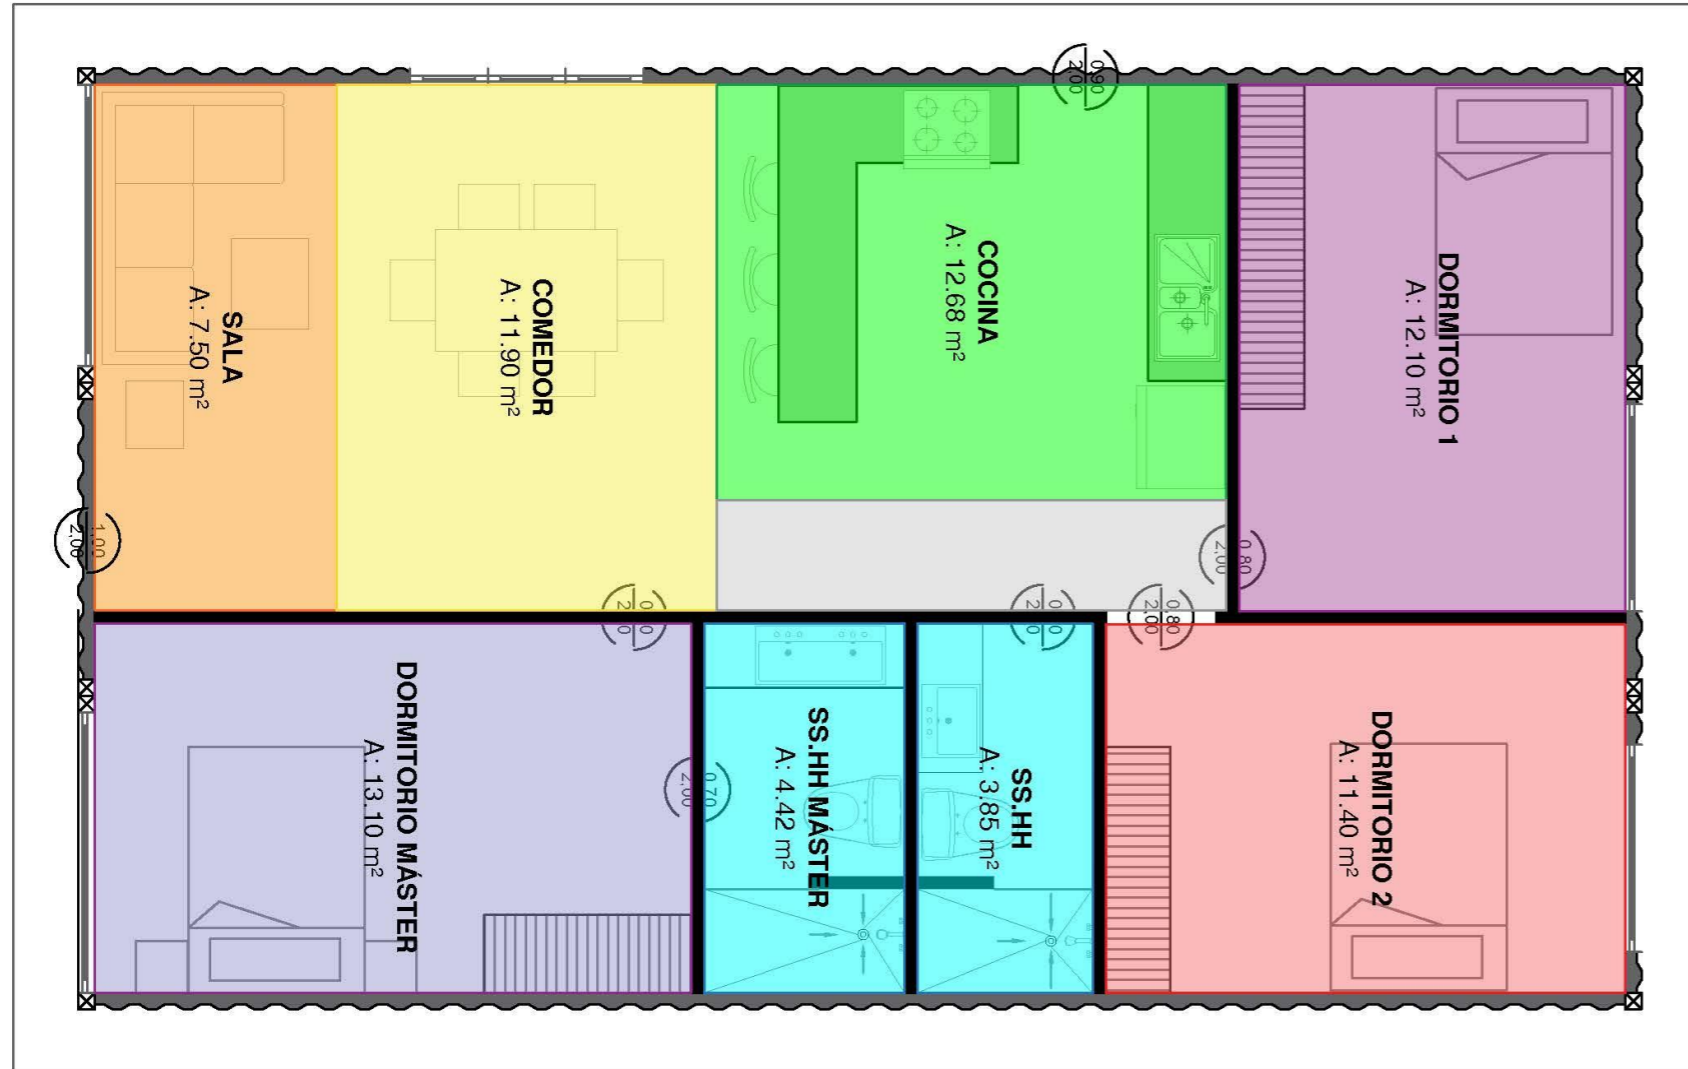 0,90
2,00
SALA
A: 7.50 m²
COMEDOR
A: 11.90 m²
COCINA
A: 12.68 m²
DORMITORIO 1
A: 12.10 m²
1,00
2,00
0,80
2,00
0,80
2,00
DORMITORIO MÁSTER
A: 13.10 m²
0,70
2,00
SS.HH MÁSTER
A: 4.42 m²
SS.HH
A: 3.85 m²
DORMITORIO 2
A: 11.40 m²